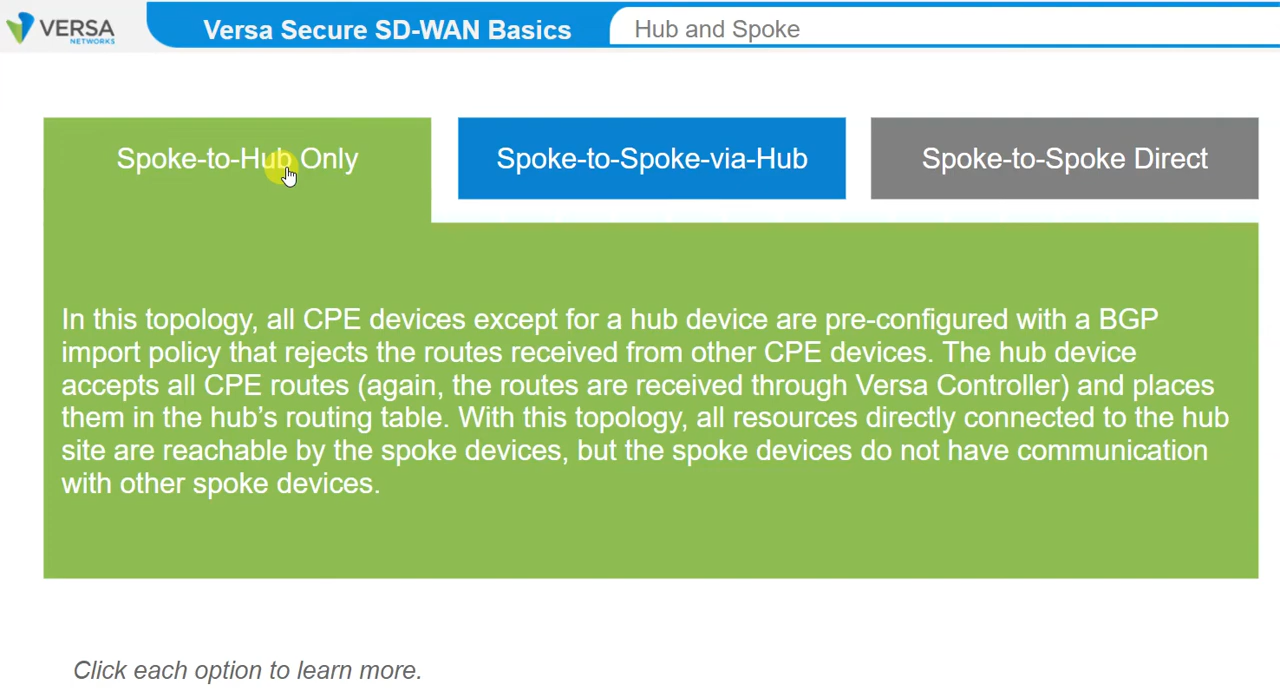 VERSA
NETWORKS
Versa Secure SD-WAN Basics
Hub and Spoke
Spoke-to-Hub Only
Spoke-to-Spoke-via-Hub
Spoke-to-Spoke Direct
In this topology, all CPE devices except for a hub device are pre-configured with a BGP
import policy that rejects the routes received from other CPE devices. The hub device
accepts all CPE routes (again, the routes are received through Versa Controller) and places
them in the hub’s routing table. With this topology, all resources directly connected to the hub
site are reachable by the spoke devices, but the spoke devices do not have communication
with other spoke devices.
Click each option to learn more.